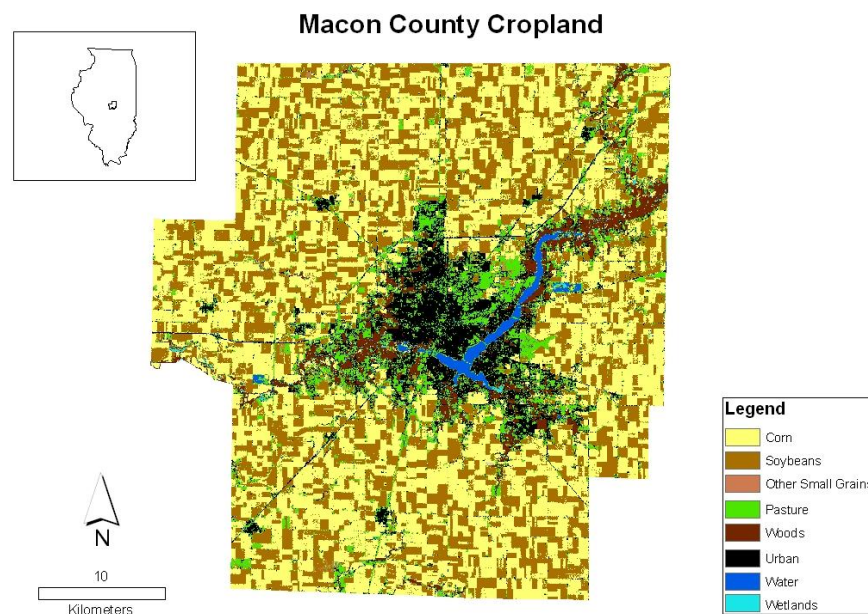 Macon County Cropland
Legend
Corn
Soybeans
Other Small Grains
Pasture
Woods
Urban
Water
Wetlands
N
10
Kilometers